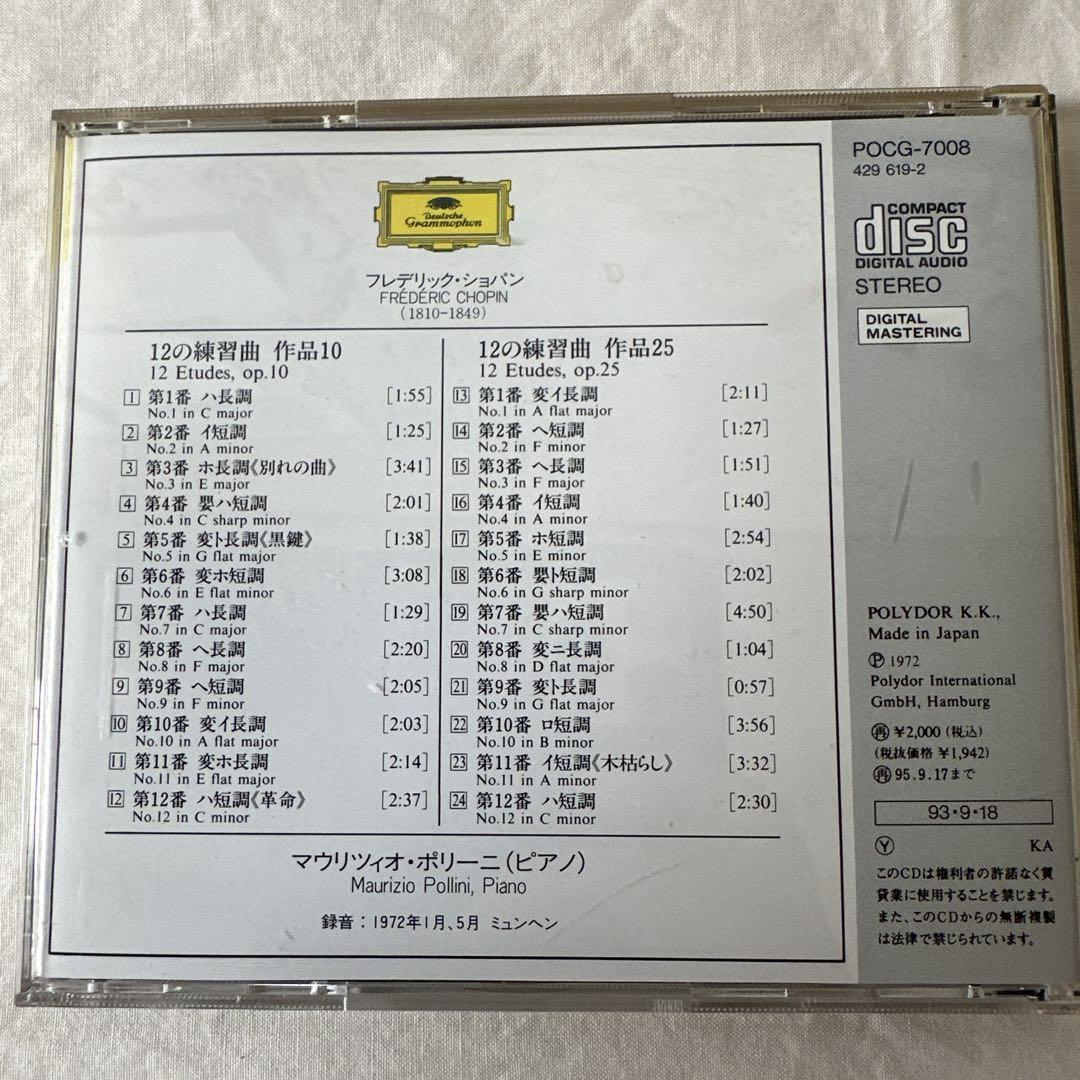 Deutsche
Grammophon
フレデリック・ショパン
FRÉDÉRIC CHOPIN
(1810-1849)
12の練習曲 作品10
12 Etudes, op.10
1 第1番 ハ長調 [1:55]
No.1 in C major
2 第2番 イ短調 [1:25]
No.2 in A minor
3 第3番 ホ長調《別れの曲》 [3:41]
No.3 in E major
4 第4番 嬰ハ短調 [2:01]
No.4 in C sharp minor
5 第5番 変ト長調《黒鍵》 [1:38]
No.5 in G flat major
6 第6番 変ホ短調 [3:08]
No.6 in E flat minor
7 第7番 ハ長調 [1:29]
No.7 in C major
8 第8番 ヘ長調 [2:20]
No.8 in F major
9 第9番 ヘ短調 [2:05]
No.9 in F minor
10 第10番 変イ長調 [2:03]
No.10 in A flat major
11 第11番 変ホ長調 [2:14]
No.11 in E flat major
12 第12番 ハ短調《革命》 [2:37]
No.12 in C minor
12の練習曲 作品25
12 Etudes, op.25
13 第1番 変イ長調 [2:11]
No.1 in A flat major
14 第2番 ヘ短調 [1:27]
No.2 in F minor
15 第3番 ヘ長調 [1:51]
No.3 in F major
16 第4番 イ短調 [1:40]
No.4 in A minor
17 第5番 ホ短調 [2:54]
No.5 in E minor
18 第6番 嬰ト短調 [2:02]
No.6 in G sharp minor
19 第7番 嬰ハ短調 [4:50]
No.7 in C sharp minor
20 第8番 変ニ長調 [1:04]
No.8 in D flat major
21 第9番 変ト長調 [0:57]
No.9 in G flat major
22 第10番 ロ短調 [3:56]
No.10 in B minor
23 第11番 イ短調《木枯らし》 [3:32]
No.11 in A minor
24 第12番 ハ短調 [2:30]
No.12 in C minor
マウリツィオ・ポリーニ(ピアノ)
Maurizio Pollini, Piano
録音:1972年1月、5月 ミュンヘン
POCG-7008
429 619-2
COMPACT
disc
DIGITAL AUDIO
STEREO
DIGITAL
MASTERING
POLYDOR K.K.,
Made in Japan
Ⓟ 1972
Polydor International
GmbH, Hamburg
㊢ ¥2,000 (税込)
(税抜価格 ¥1,942)
㊢ 95.9.17まで
93・9・18
Ⓨ KA
このCDは権利者の許諾なく賃
貸業に使用することを禁じます。
また、このCDからの無断複製
は法律で禁じられています。